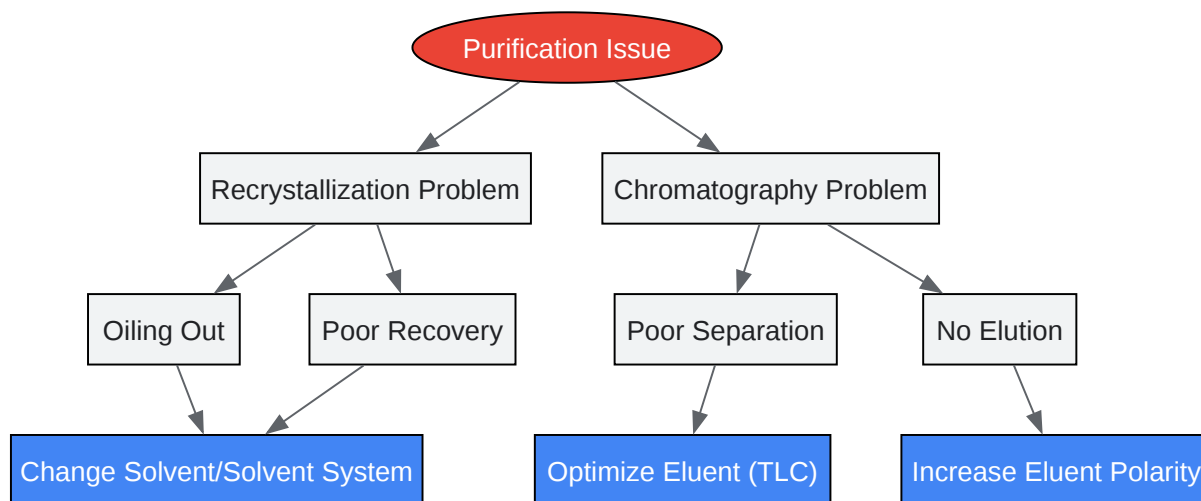 Purification Issue
Recrystallization Problem
Chromatography Problem
Oiling Out
Poor Recovery
Poor Separation
No Elution
Change Solvent/Solvent System
Optimize Eluent (TLC)
Increase Eluent Polarity